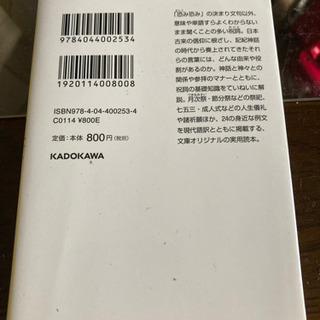 「恐み恐み」の決まり文句以外、
意味や単語すらよくわからない
まま聞くことの多い祝詞。日本
古来の信仰に根ざし、記紀神話
の時代から奏上されてきたそれ
らの言葉には、どんな由来や役
割があるのか。神話と神々との
関係や参拝のマナーとともに、
祝詞の基礎知識をていねいに解
説。月次祭・節分祭などの祭祀、
七五三・成人式などの人生儀礼
や諸祈願ほか、24の身近な例文
を現代語訳とともに掲載する、
文庫オリジナルの実用読本。
9784044002534
1920114008008
ISBN978-4-04-400253-4
C0114 ¥800E
定価:本体800円(税別)
KADOKAWA